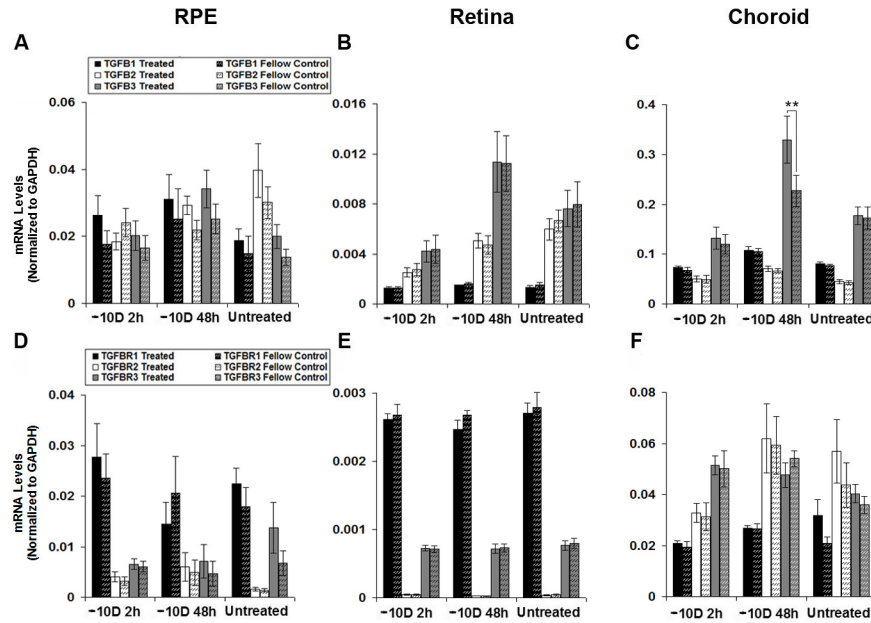 RPE Retina Choroid
A B C
TGFB1 Treated TGFB1 Fellow Control
TGFB2 Treated TGFB2 Fellow Control
TGFB3 Treated TGFB3 Fellow Control
mRNA Levels
(Normalized to GAPDH)
0.06
0.04
0.02
0
−10D 2h −10D 48h Untreated
0.016
0.012
0.008
0.004
0
−10D 2h −10D 48h Untreated
0.4
0.3
0.2
0.1
0
**
−10D 2h −10D 48h Untreated
D E F
TGFBR1 Treated TGFBR1 Fellow Control
TGFBR2 Treated TGFBR2 Fellow Control
TGFBR3 Treated TGFBR3 Fellow Control
mRNA Levels
(Normalized to GAPDH)
0.04
0.03
0.02
0.01
0
−10D 2h −10D 48h Untreated
0.003
0.002
0.001
0
−10D 2h −10D 48h Untreated
0.08
0.06
0.04
0.02
0
−10D 2h −10D 48h Untreated